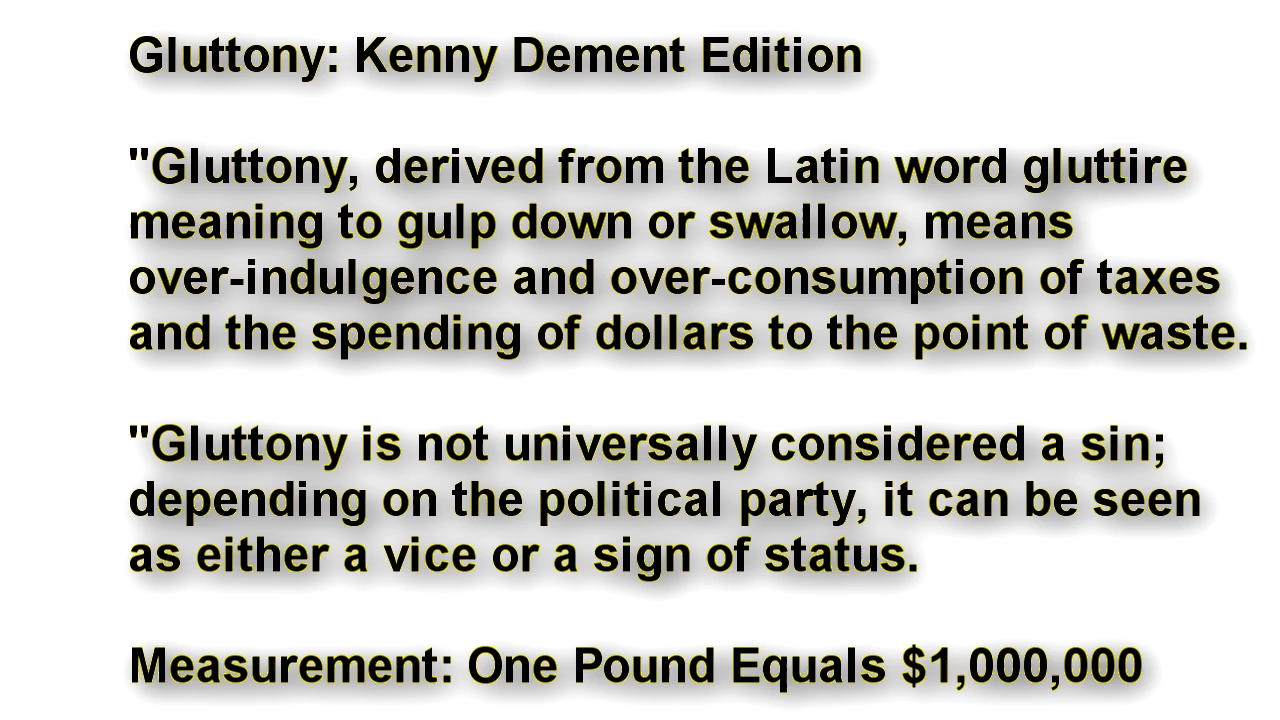 Gluttony: Kenny Dement Edition
"Gluttony, derived from the Latin word gluttire
meaning to gulp down or swallow, means
over-indulgence and over-consumption of taxes
and the spending of dollars to the point of waste.
"Gluttony is not universally considered a sin;
depending on the political party, it can be seen
as either a vice or a sign of status.
Measurement: One Pound Equals $1,000,000